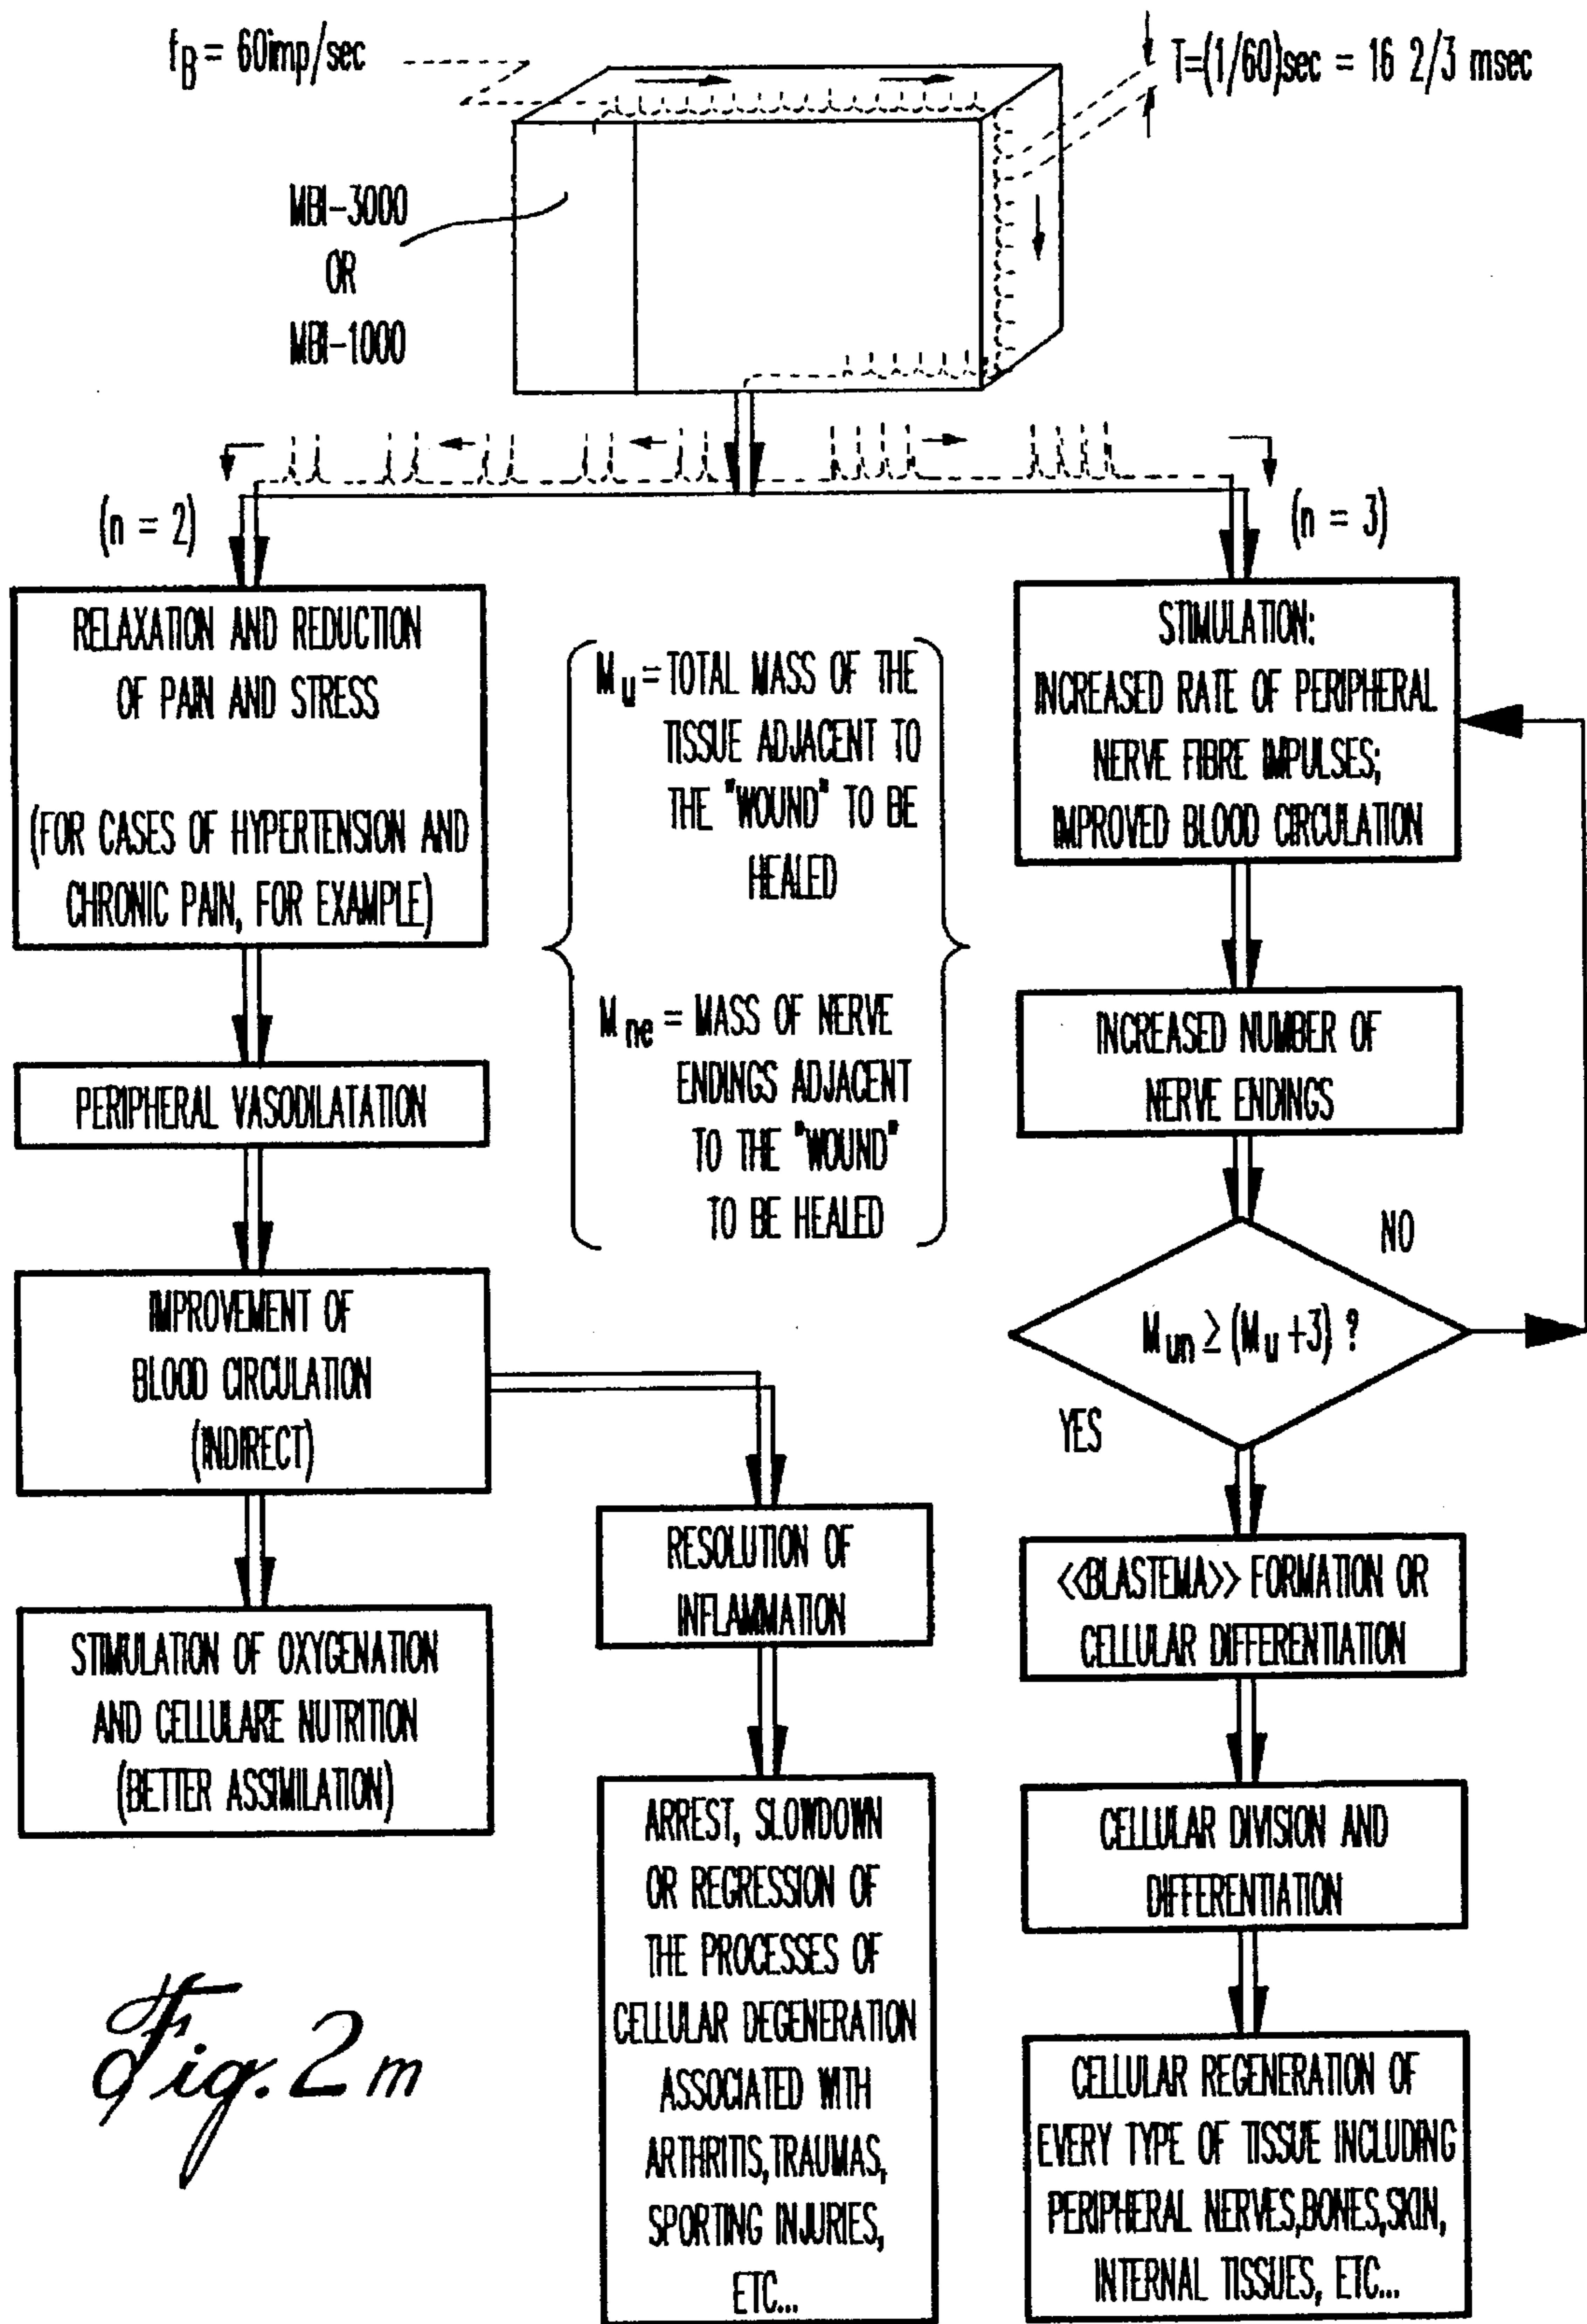 f_B = 60imp/sec
T=(1/60)sec = 16 2/3 msec
MBI-3000
OR
MBI-1000
(n = 2)
(n = 3)
RELAXATION AND REDUCTION
OF PAIN AND STRESS
(FOR CASES OF HYPERTENSION AND
CHRONIC PAIN, FOR EXAMPLE)
PERIPHERAL VASODILATATION
IMPROVEMENT OF
BLOOD CIRCULATION
(INDIRECT)
STIMULATION OF OXYGENATION
AND CELLULARE NUTRITION
(BETTER ASSIMILATION)
M_u = TOTAL MASS OF THE
TISSUE ADJACENT TO
THE "WOUND" TO BE
HEALED
M_ne = MASS OF NERVE
ENDINGS ADJACENT
TO THE "WOUND"
TO BE HEALED
RESOLUTION OF
INFLAMMATION
ARREST, SLOWDOWN
OR REGRESSION OF
THE PROCESSES OF
CELLULAR DEGENERATION
ASSOCIATED WITH
ARTHRITIS,TRAUMAS,
SPORTING INJURIES,
ETC...
STIMULATION:
INCREASED RATE OF PERIPHERAL
NERVE FIBRE IMPULSES;
IMPROVED BLOOD CIRCULATION
INCREASED NUMBER OF
NERVE ENDINGS
NO
M_un ≥ (M_u +3) ?
YES
<<BLASTEMA>> FORMATION OR
CELLULAR DIFFERENTIATION
CELLULAR DIVISION AND
DIFFERENTIATION
CELLULAR REGENERATION OF
EVERY TYPE OF TISSUE INCLUDING
PERIPHERAL NERVES,BONES,SKIN,
INTERNAL TISSUES, ETC...
Fig. 2m